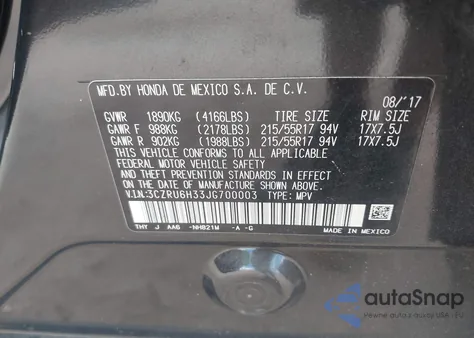 MFD.BY HONDA DE MEXICO S.A. DE C.V.
08/'17
GVWR 1890KG (4166LBS) TIRE SIZE RIM SIZE
GAWR F 988KG (2178LBS) 215/55R17 94V 17X7.5J
GAWR R 902KG (1988LBS) 215/55R17 94V 17X7.5J
THIS VEHICLE CONFORMS TO ALL APPLICABLE
FEDERAL MOTOR VEHICLE SAFETY AND
THEFT PREVENTION STANDARDS IN EFFECT ON
THE DATE OF MANUFACTURE SHOWN ABOVE.
V.I.N.:3CZRU6H33JG700003 TYPE: MPV
THY J AA6 -NH821M -A -G MADE IN MEXICO
autoSnap